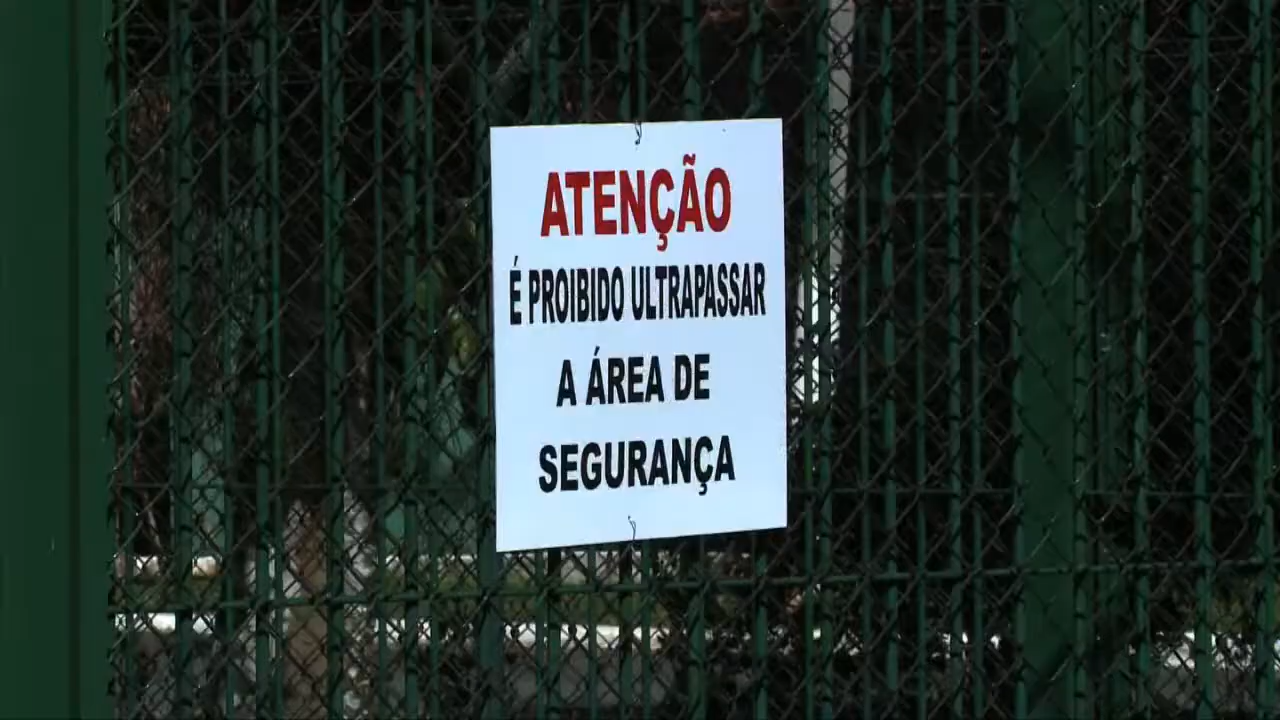 ATENÇÃO
É PROIBIDO ULTRAPASSAR
A ÁREA DE
SEGURANÇA